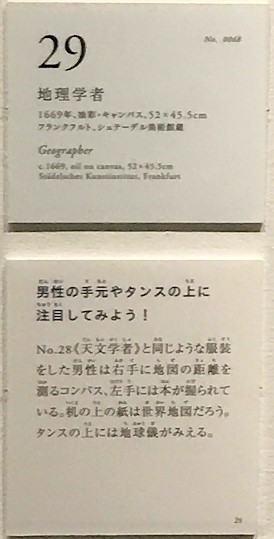 29
No. 0068
地理学者
1669年、油彩・キャンバス、52×45.5cm
フランクフルト、シュテーデル美術館蔵
Geographer
c.1669, oil on canvas, 52×45.5cm
Städelsches Kunstinstitut, Frankfurt
男性の手元やタンスの上に
注目してみよう！
No.28《天文学者》と同じような服装
をした男性は右手に地図の距離を
測るコンパス、左手には本が握られて
いる。机の上の紙は世界地図だろう。
タンスの上には地球儀がみえる。
29